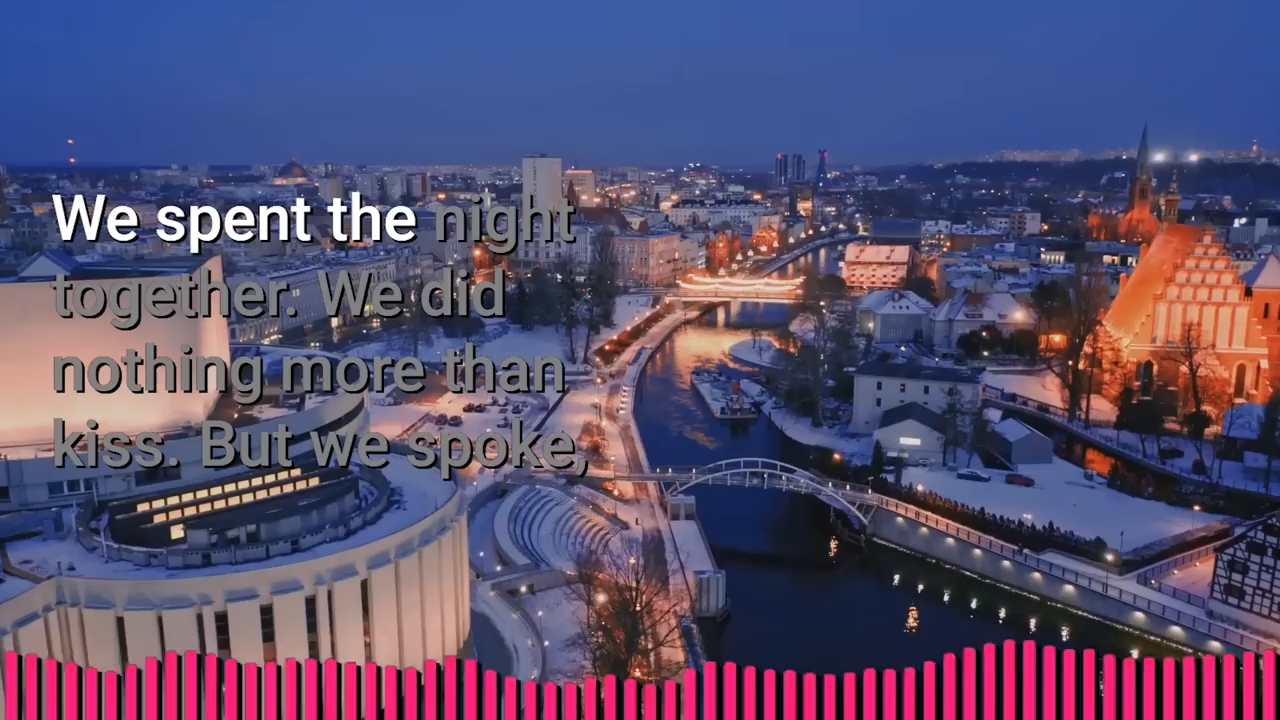 We spent the night
together. We did
nothing more than
kiss. But we spoke,